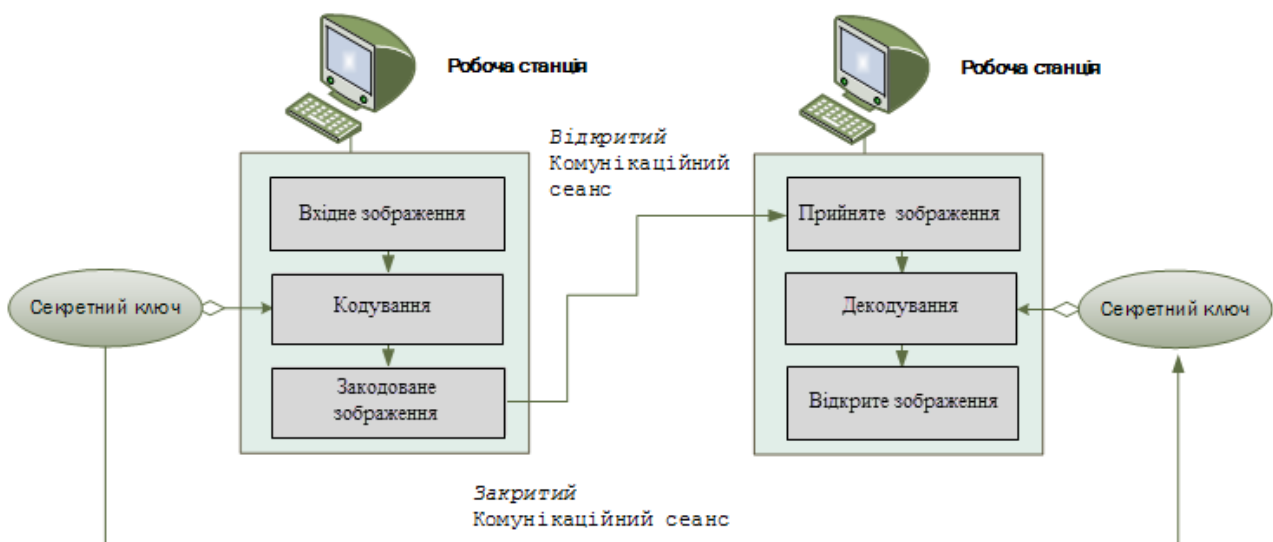 Робоча станція
Робоча станція
Відкритий
Комунікаційний
сеанс
Вхідне зображення
Прийняте зображення
Секретний ключ
Кодування
Декодування
Секретний ключ
Закодоване
зображення
Відкрите зображення
Закритий
Комунікаційний сеанс